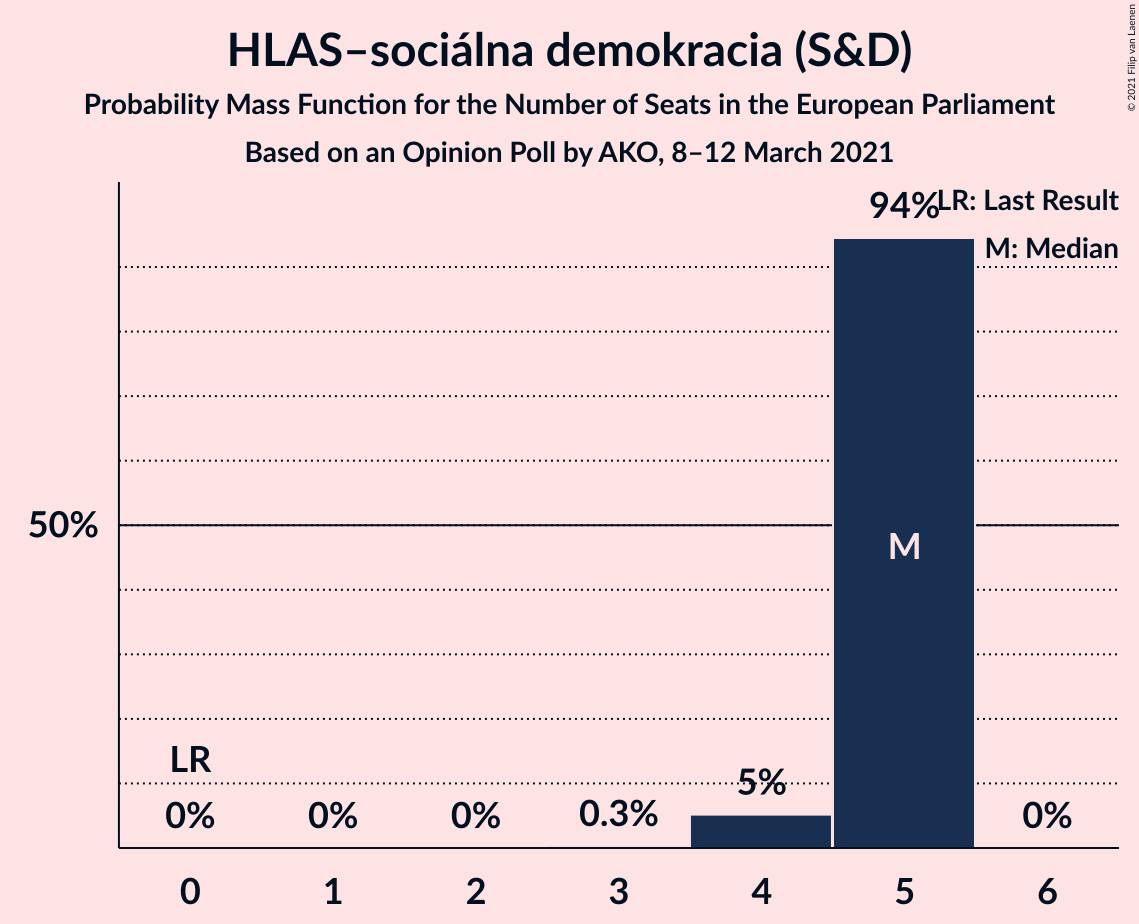 HLAS–sociálna demokracia (S&D)
Probability Mass Function for the Number of Seats in the European Parliament
Based on an Opinion Poll by AKO, 8–12 March 2021
© 2021 Filip van Laenen
94%
LR: Last Result
M: Median
50%
M
LR
5%
0%
0%
0%
0.3%
0%
0
1
2
3
4
5
6